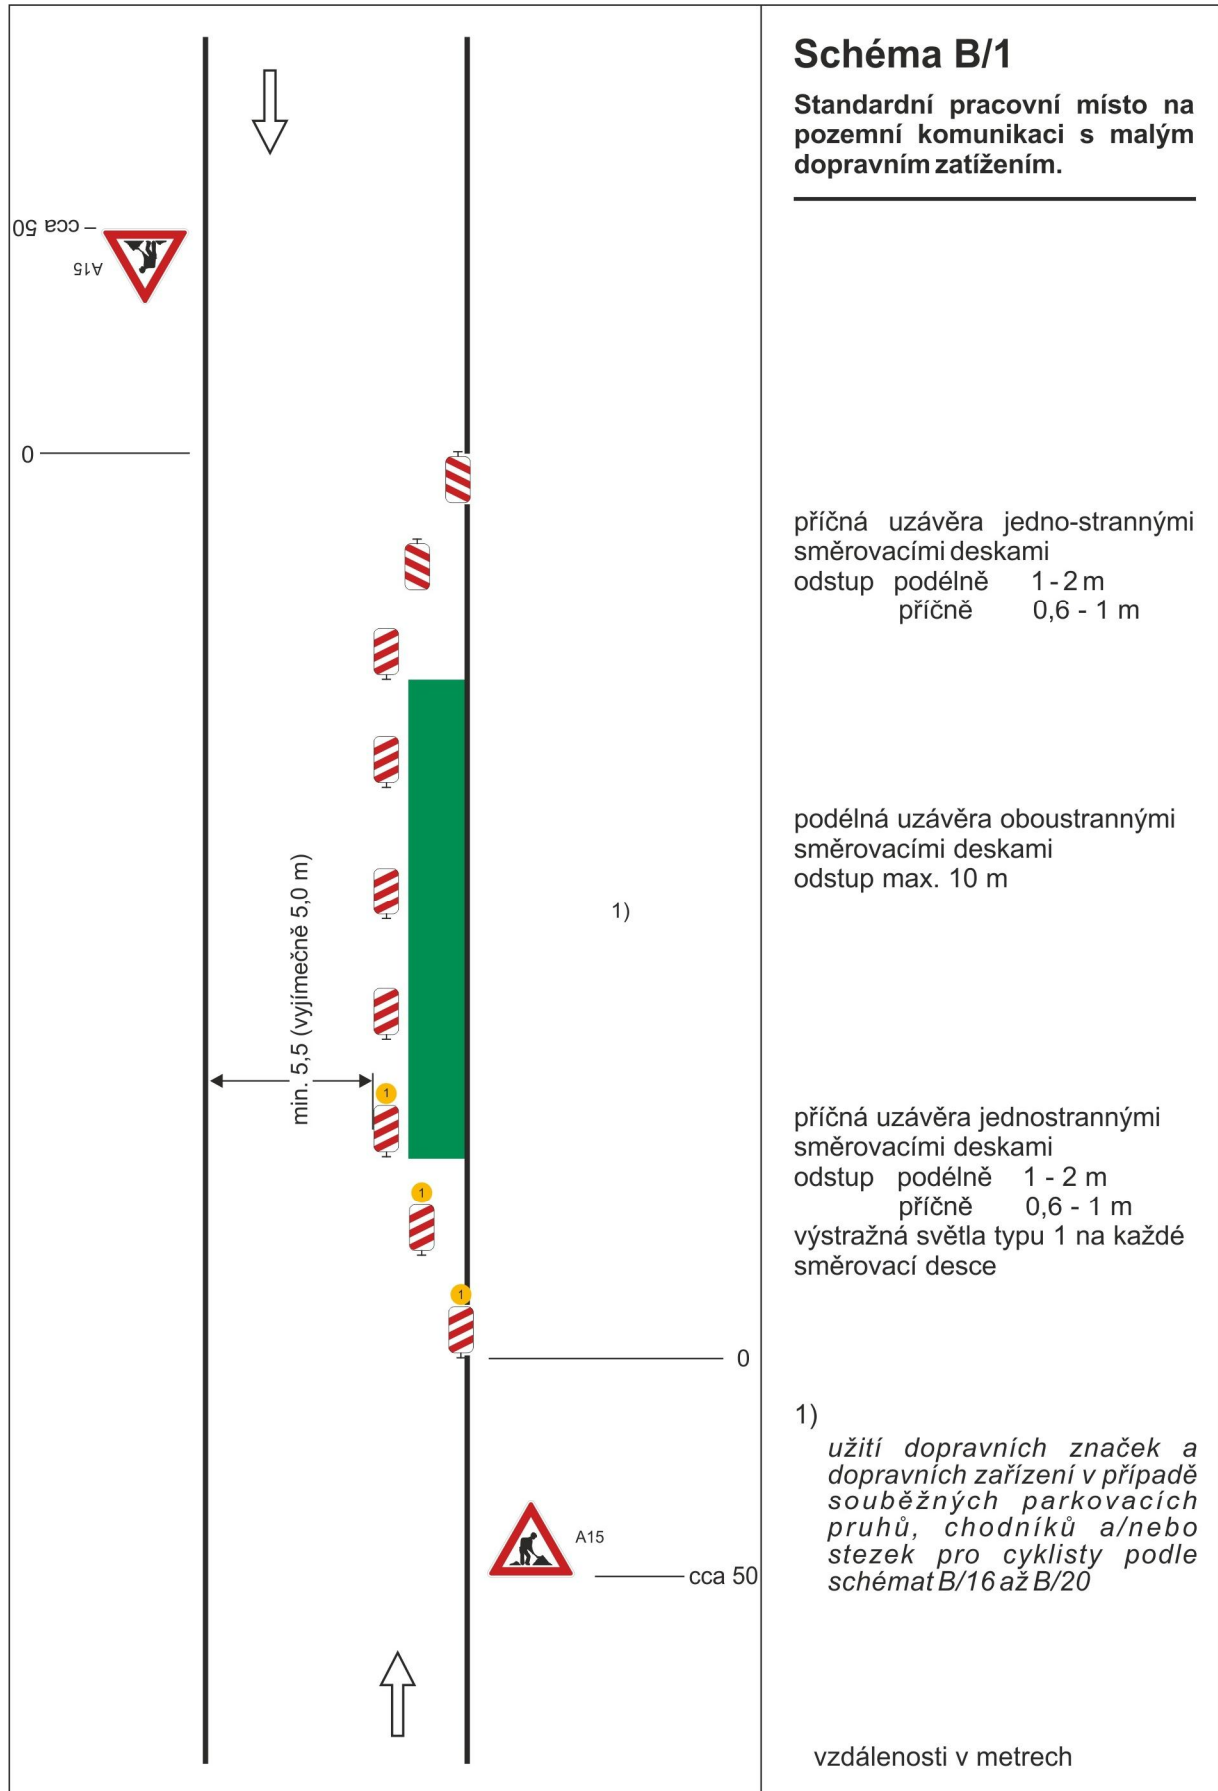 Schéma B/1
Standardní pracovní místo na
pozemní komunikaci s malým
dopravním zatížením.
cca 50
A15
0
příčná uzávěra jedno-strannými
směrovacími deskami
odstup podélně 1 - 2 m
příčně 0,6 - 1 m
podélná uzávěra oboustrannými
směrovacími deskami
odstup max. 10 m
1)
min. 5,5 (vyjímečně 5,0 m)
1
1
1
příčná uzávěra jednostrannými
směrovacími deskami
odstup podélně 1 - 2 m
příčně 0,6 - 1 m
výstražná světla typu 1 na každé
směrovací desce
0
A15
cca 50
1)
užití dopravních značek a
dopravních zařízení v případě
souběžných parkovacích
pruhů, chodníků a/nebo
stezek pro cyklisty podle
schémat B/16 až B/20
vzdálenosti v metrech